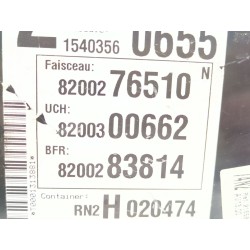 1540356 0655
Faisceau: N
82002 76510
UCH:
82003 00662
BFR:
82002 83814
Container:
RN2 H 020474